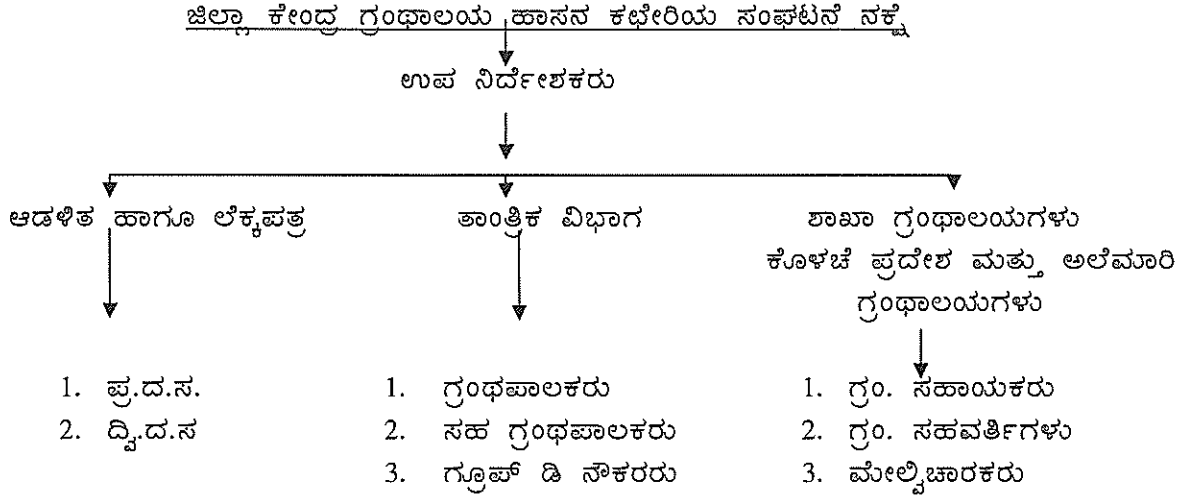 ಜಿಲ್ಲಾ ಕೇಂದ್ರ ಗ್ರಂಥಾಲಯ ಹಾಸನ ಕಛೇರಿಯ ಸಂಘಟನೆ ನಕ್ಷೆ
ಉಪ ನಿರ್ದೇಶಕರು
ಆಡಳಿತ ಹಾಗೂ ಲೆಕ್ಕಪತ್ರ
1. ಪ್ರ.ದ.ಸ.
2. ದ್ವಿ.ದ.ಸ
ತಾಂತ್ರಿಕ ವಿಭಾಗ
1. ಗ್ರಂಥಪಾಲಕರು
2. ಸಹ ಗ್ರಂಥಪಾಲಕರು
3. ಗ್ರೂಪ್ ಡಿ ನೌಕರರು
ಶಾಖಾ ಗ್ರಂಥಾಲಯಗಳು
ಕೊಳಚೆ ಪ್ರದೇಶ ಮತ್ತು ಅಲೆಮಾರಿ
ಗ್ರಂಥಾಲಯಗಳು
1. ಗ್ರಂ. ಸಹಾಯಕರು
2. ಗ್ರಂ. ಸಹವರ್ತಿಗಳು
3. ಮೇಲ್ವಿಚಾರಕರು